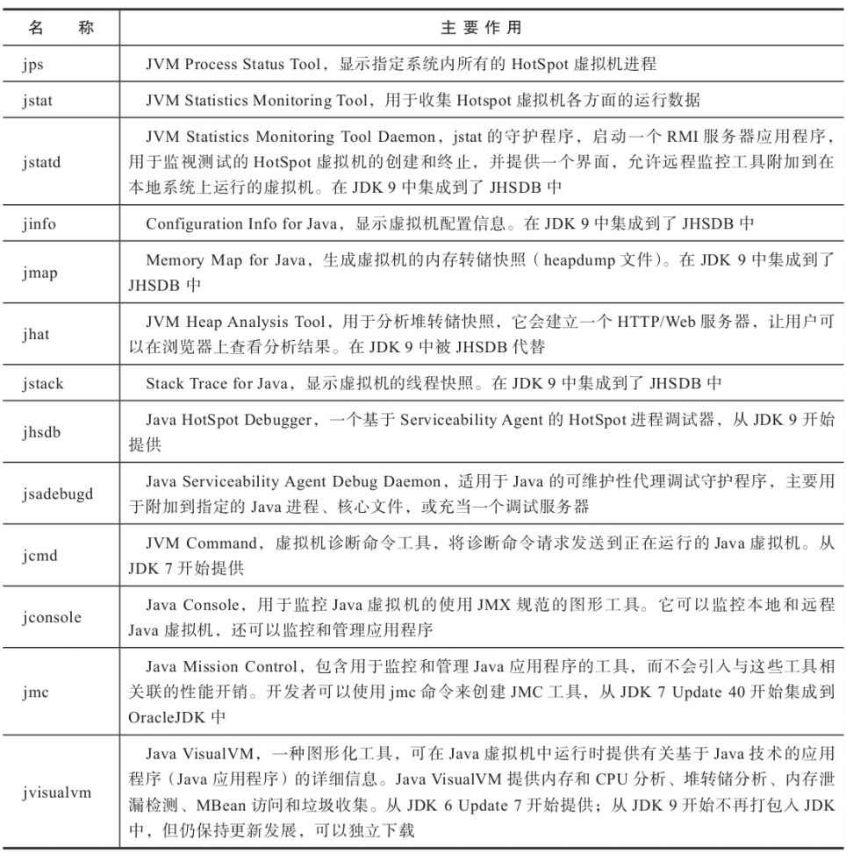 名 称 主 要 作 用
jps JVM Process Status Tool，显示指定系统内所有的 HotSpot 虚拟机进程
jstat JVM Statistics Monitoring Tool，用于收集 Hotspot 虚拟机各方面的运行数据
JVM Statistics Monitoring Tool Daemon，jstat 的守护程序，启动一个 RMI 服务器应用程序，
jstatd 用于监视测试的 HotSpot 虚拟机的创建和终止，并提供一个界面，允许远程监控工具附加到在
本地系统上运行的虚拟机。在 JDK 9 中集成到了 JHSDB 中
jinfo Configuration Info for Java，显示虚拟机配置信息。在 JDK 9 中集成到了 JHSDB 中
jmap Memory Map for Java，生成虚拟机的内存转储快照（heapdump 文件）。在 JDK 9 中集成到了
JHSDB 中
jhat JVM Heap Analysis Tool，用于分析堆转储快照，它会建立一个 HTTP/Web 服务器，让用户可
以在浏览器上查看分析结果。在 JDK 9 中被 JHSDB 代替
jstack Stack Trace for Java，显示虚拟机的线程快照。在 JDK 9 中集成到了 JHSDB 中
jhsdb Java HotSpot Debugger，一个基于 Serviceability Agent 的 HotSpot 进程调试器，从 JDK 9 开始
提供
jsadebugd Java Serviceability Agent Debug Daemon，适用于 Java 的可维护性代理调试守护程序，主要用
于附加到指定的 Java 进程、核心文件，或充当一个调试服务器
jcmd JVM Command，虚拟机诊断命令工具，将诊断命令请求发送到正在运行的 Java 虚拟机。从
JDK 7 开始提供
jconsole Java Console，用于监控 Java 虚拟机的使用 JMX 规范的图形工具。它可以监控本地和远程
Java 虚拟机，还可以监控和管理应用程序
Java Mission Control，包含用于监控和管理 Java 应用程序的工具，而不会引入与这些工具相
jmc 关联的性能开销。开发者可以使用 jmc 命令来创建 JMC 工具，从 JDK 7 Update 40 开始集成到
OracleJDK 中
Java VisualVM，一种图形化工具，可在 Java 虚拟机中运行时提供有关基于 Java 技术的应用
程序（Java 应用程序）的详细信息。Java VisualVM 提供内存和 CPU 分析、堆转储分析、内存泄
jvisualvm 漏检测、MBean 访问和垃圾收集。从 JDK 6 Update 7 开始提供；从 JDK 9 开始不再打包入 JDK
中，但仍保持更新发展，可以独立下载